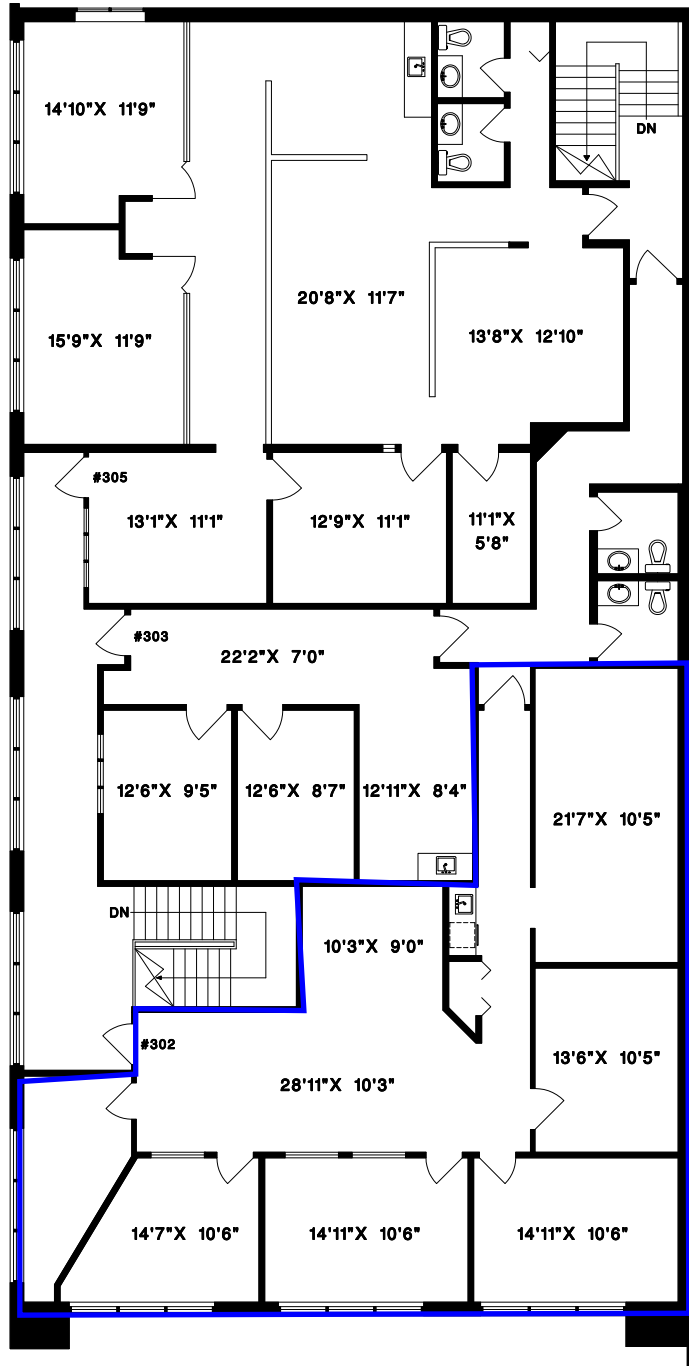 14'10"X 11'9"
DN
20'8"X 11'7"
15'9"X 11'9"
13'8"X 12'10"
#305
13'1"X 11'1"
12'9"X 11'1"
11'1"X
5'8"
#303
22'2"X 7'0"
12'6"X 9'5"
12'6"X 8'7"
12'11"X 8'4"
21'7"X 10'5"
DN
10'3"X 9'0"
#302
13'6"X 10'5"
28'11"X 10'3"
14'7"X 10'6"
14'11"X 10'6"
14'11"X 10'6"